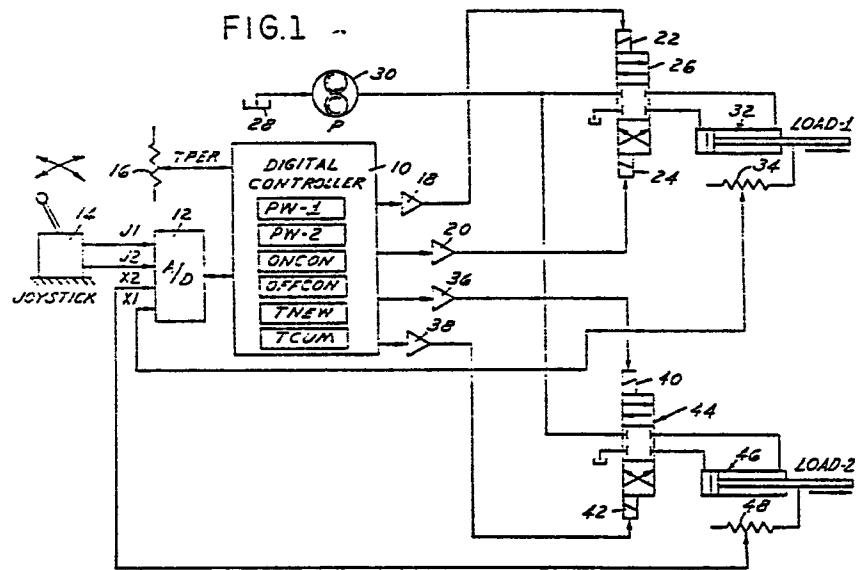 FIG.1
22
30
26
28
P
32
LOAD-1
34
16
TPER
10
DIGITAL
CONTROLLER
18
24
PW-1
14
J1
12
PW-2
20
J2
A/D
ONCON
X2
OFFCON
36
JOYSTICK
X1
TNEW
TCUM
38
40
44
46
LOAD-2
42
48